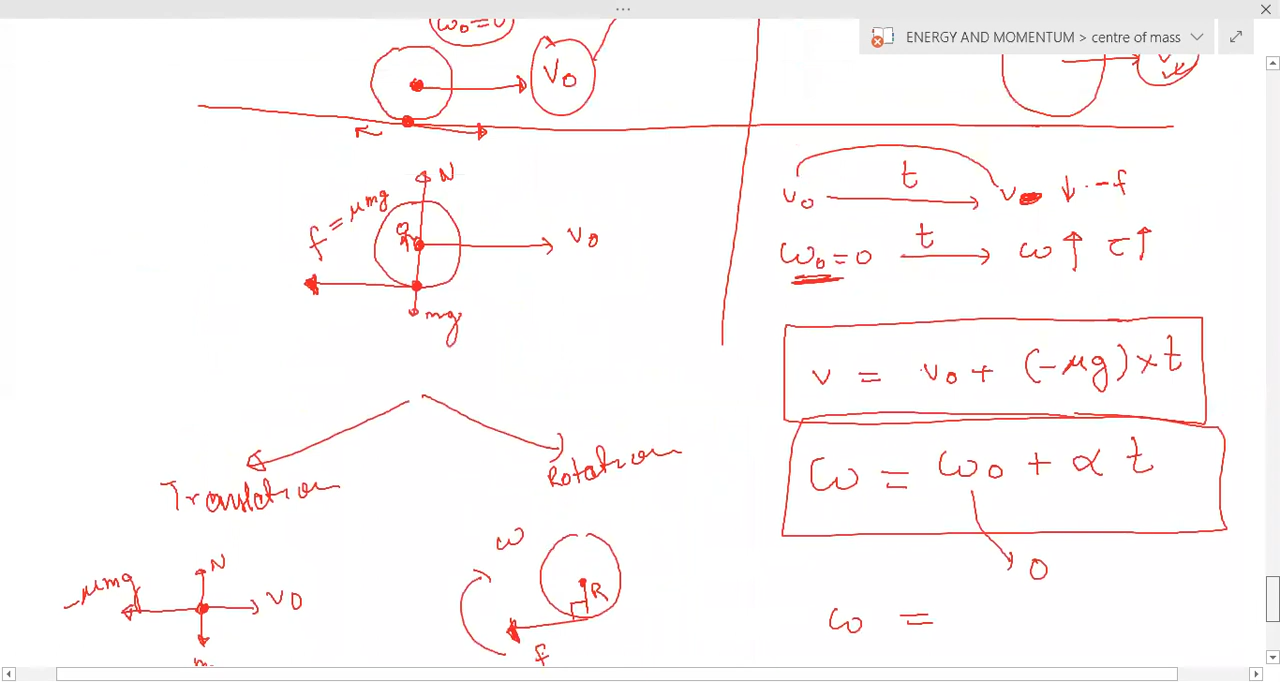 ω₀=0
ENERGY AND MOMENTUM > centre of mass
V₀
N
f = μmg
V₀
mg
v₀ t v ↓ -f
ω₀=0 t ω ↑ τ↑
v = v₀ + (-μg)×t
ω = ω₀ + α t
0
Translation
Rotation
N
-μmg
V₀
ω
R
f
ω =